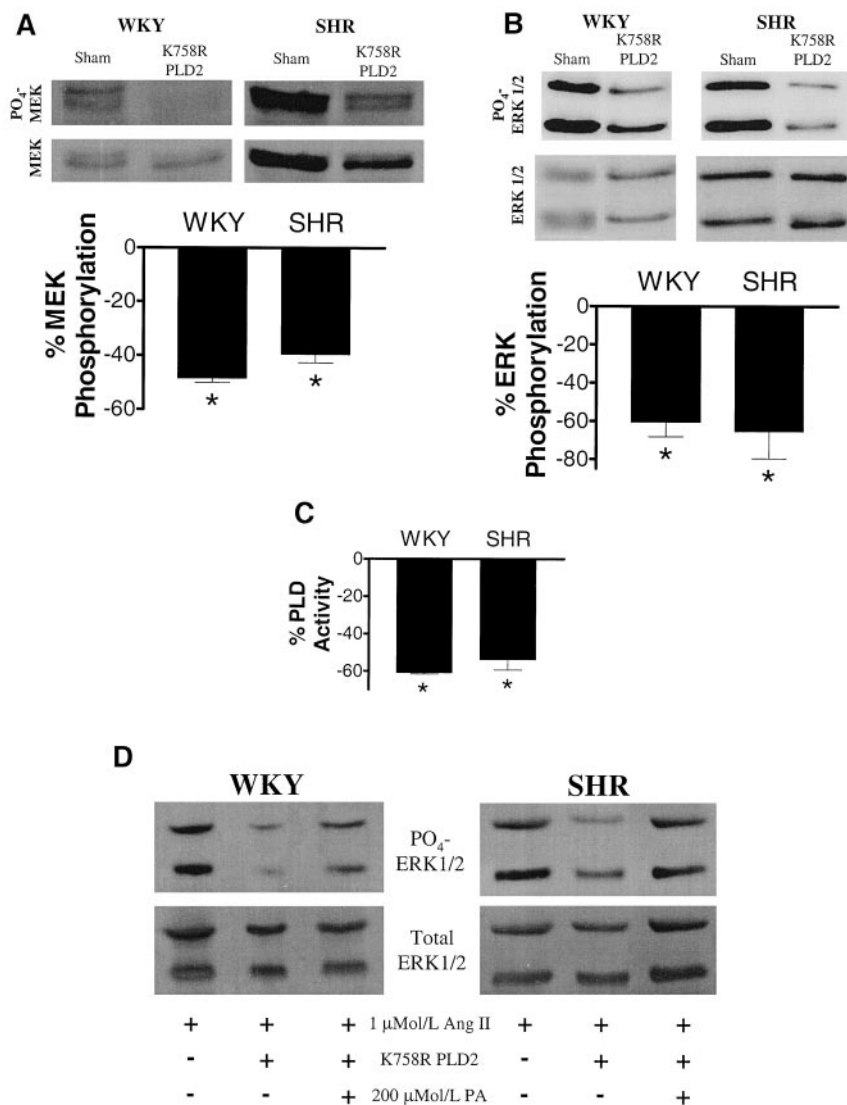 A
WKY
SHR
Sham
K758R
PLD2
Sham
K758R
PLD2
PO4-
MEK
MEK
WKY
SHR
0
-20
-40
-60
% MEK
Phosphorylation
*
*
B
WKY
SHR
Sham
K758R
PLD2
Sham
K758R
PLD2
PO4-
ERK 1/2
ERK 1/2
WKY
SHR
0
-20
-40
-60
-80
% ERK
Phosphorylation
*
*
C
WKY
SHR
0
-20
-40
-60
% PLD
Activity
*
*
D
WKY
SHR
PO4-
ERK1/2
Total
ERK1/2
+ + + 1 µMol/L Ang II + + +
- + + K758R PLD2 - + +
- - + 200 µMol/L PA - - +